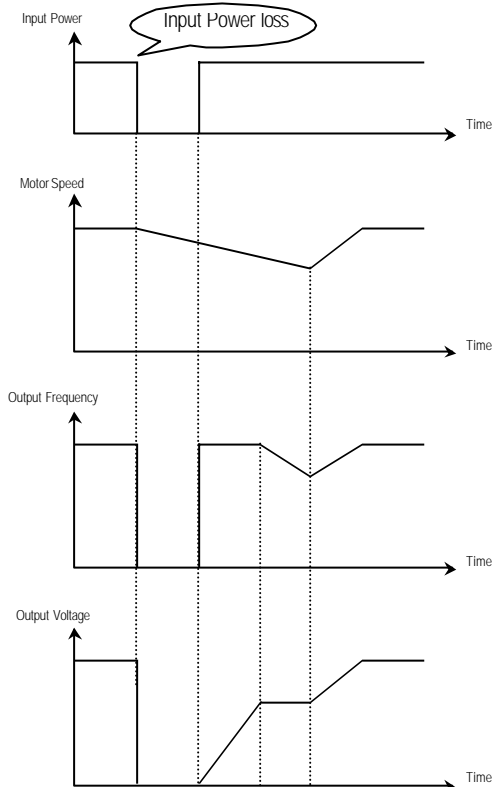 Input Power
Input Power loss
Time
Motor Speed
Time
Output Frequency
Time
Output Voltage
Time